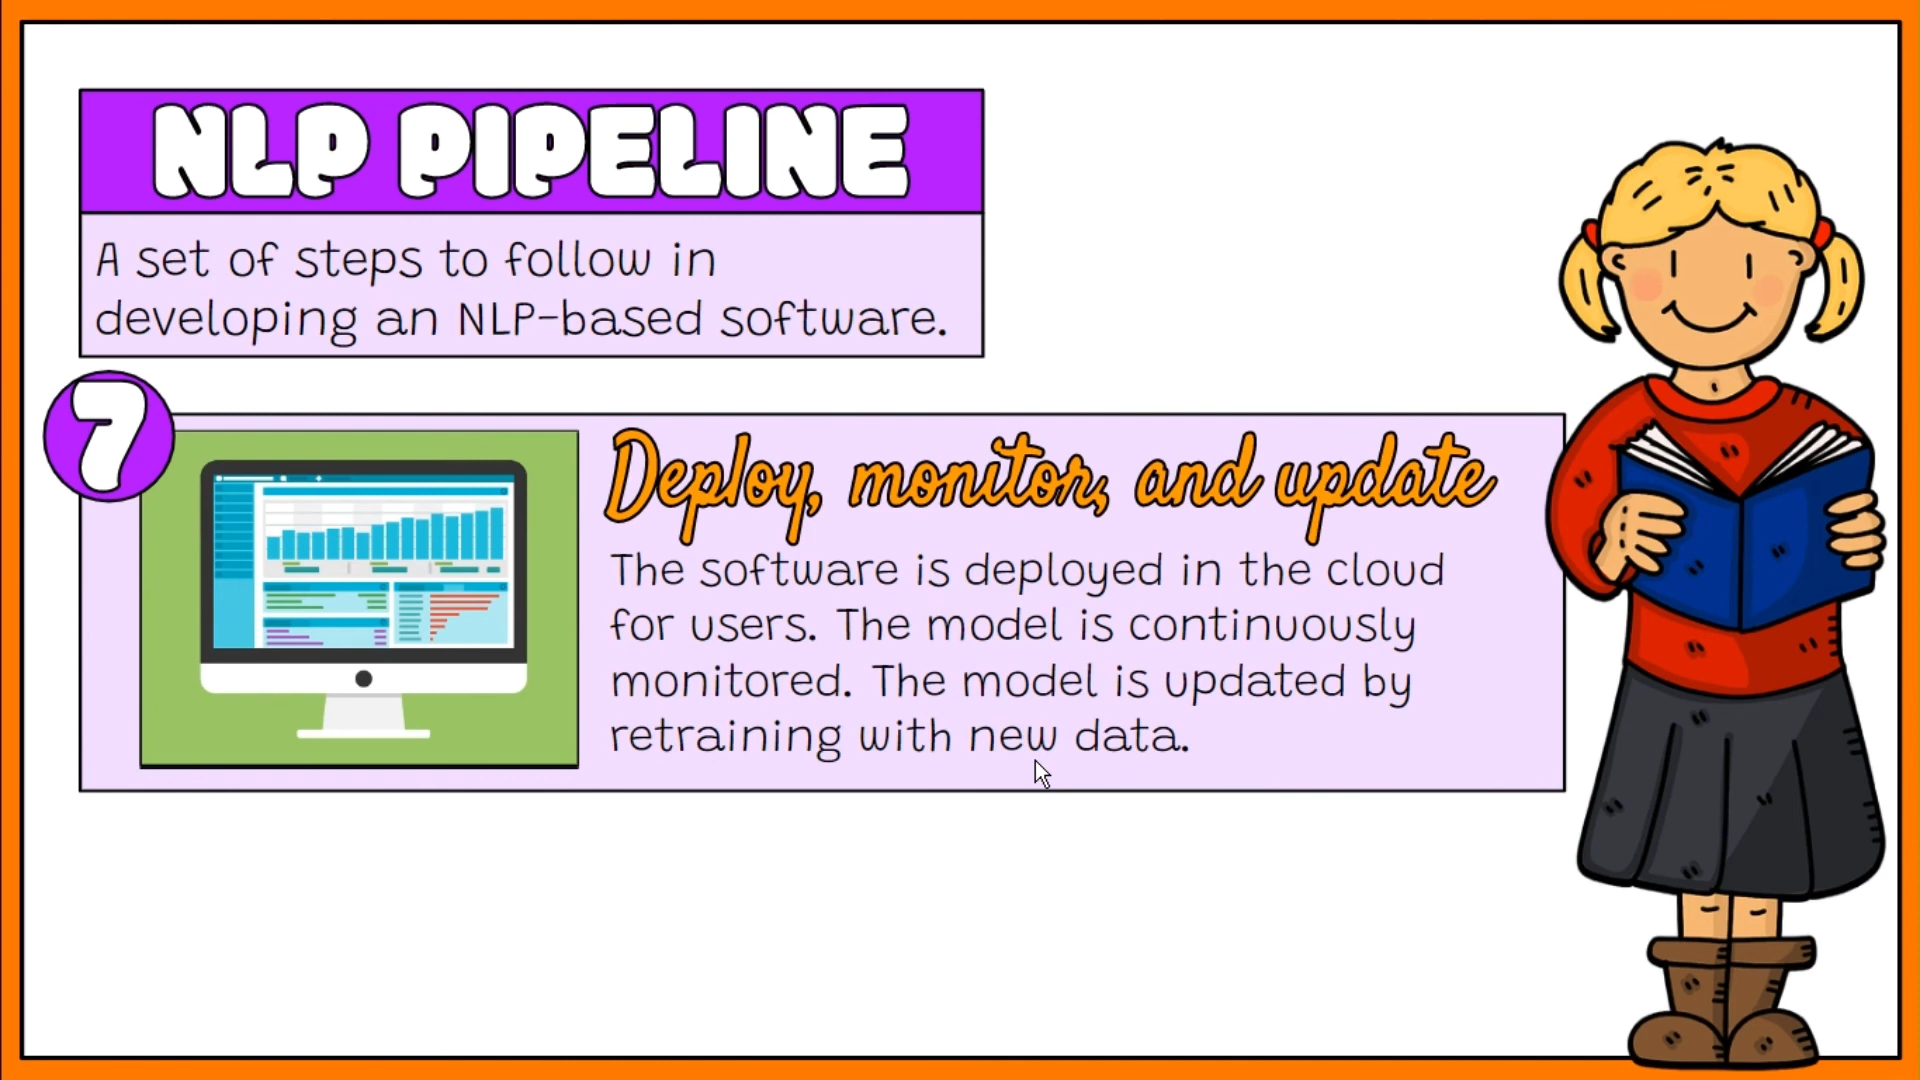 NLP PIPELINE
A set of steps to follow in
developing an NLP-based software.
7
Deploy, monitor, and update
The software is deployed in the cloud
for users. The model is continuously
monitored. The model is updated by
retraining with new data.